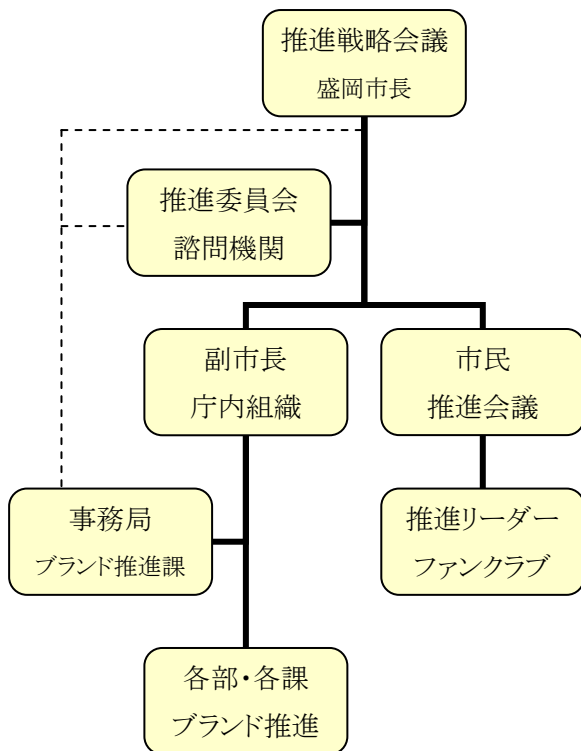 推進戦略会議
盛岡市長
推進委員会
諮問機関
副市長
庁内組織
市民
推進会議
事務局
ブランド推進課
推進リーダー
ファンクラブ
各部・各課
ブランド推進